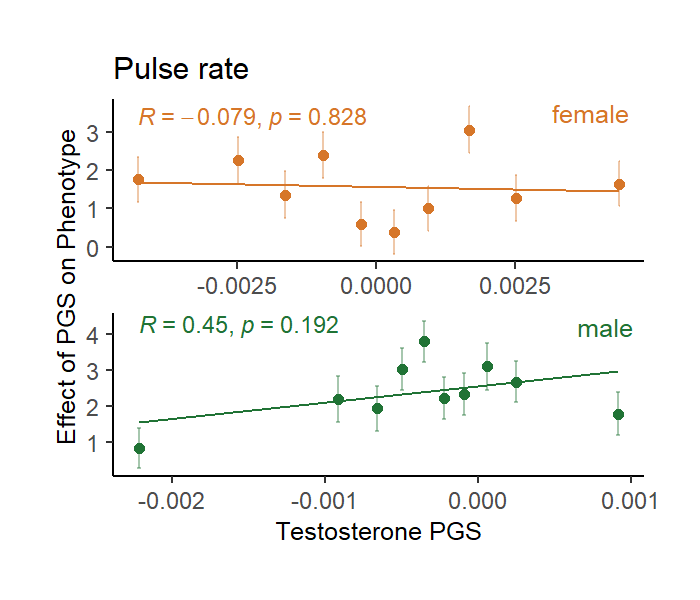 Pulse rate
R = −0.079, p = 0.828
female
3
2
1
0
-0.0025
0.0000
0.0025
Effect of PGS on Phenotype
R = 0.45, p = 0.192
male
4
3
2
1
-0.002
-0.001
0.000
0.001
Testosterone PGS